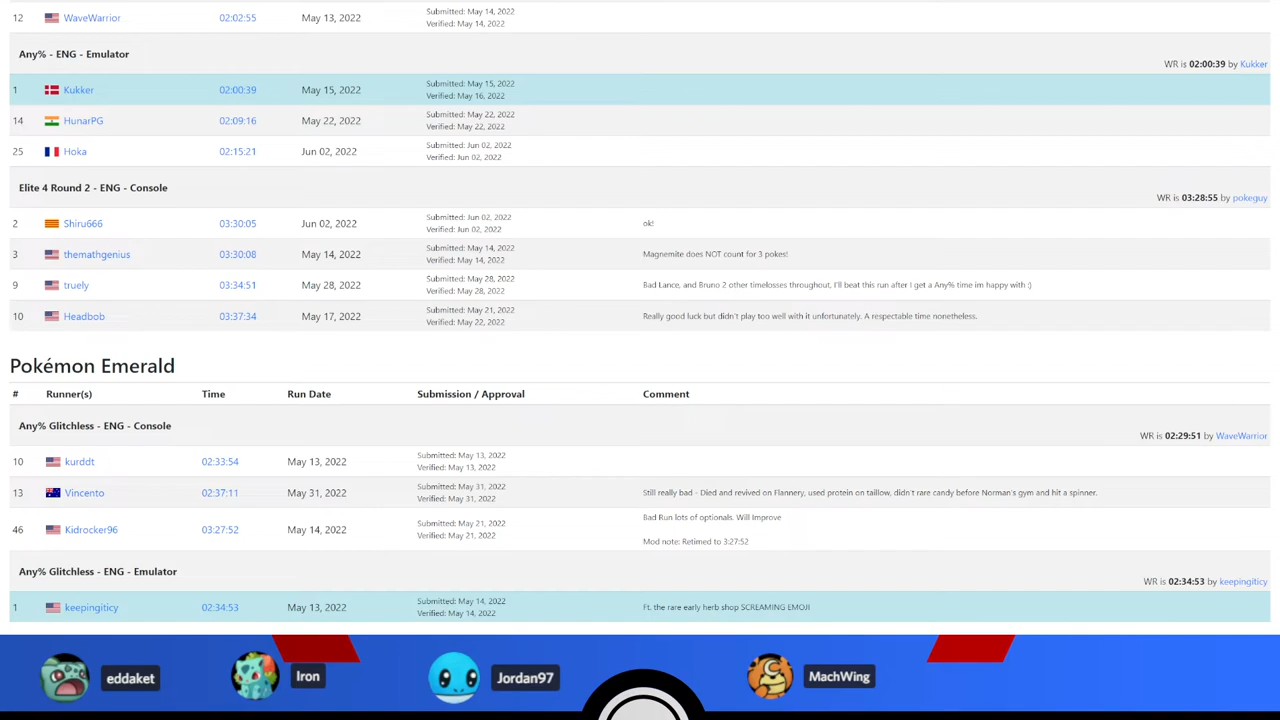 12 WaveWarrior 02:02:55 May 13, 2022 Submitted: May 14, 2022
Verified: May 14, 2022
Any% - ENG - Emulator
WR is 02:00:39 by Kukker
1 Kukker 02:00:39 May 15, 2022 Submitted: May 15, 2022
Verified: May 16, 2022
14 HunarPG 02:09:16 May 22, 2022 Submitted: May 22, 2022
Verified: May 22, 2022
25 Hoka 02:15:21 Jun 02, 2022 Submitted: Jun 02, 2022
Verified: Jun 02, 2022
Elite 4 Round 2 - ENG - Console
WR is 03:28:55 by pokeguy
2 Shiru666 03:30:05 Jun 02, 2022 Submitted: Jun 02, 2022 ok!
Verified: Jun 02, 2022
3 themathgenius 03:30:08 May 14, 2022 Submitted: May 14, 2022 Magnemite does NOT count for 3 pokes!
Verified: May 14, 2022
9 truely 03:34:51 May 28, 2022 Submitted: May 28, 2022 Bad Lance, and Bruno 2 other timelosses throughout, I'll beat this run after I get a Any% time im happy with :)
Verified: May 28, 2022
10 Headbob 03:37:34 May 17, 2022 Submitted: May 21, 2022 Really good luck but didn't play too well with it unfortunately. A respectable time nonetheless.
Verified: May 22, 2022
Pokémon Emerald
# Runner(s) Time Run Date Submission / Approval Comment
Any% Glitchless - ENG - Console
WR is 02:29:51 by WaveWarrior
10 kurddt 02:33:54 May 13, 2022 Submitted: May 13, 2022
Verified: May 13, 2022
13 Vincento 02:37:11 May 31, 2022 Submitted: May 31, 2022 Still really bad - Died and revived on Flannery, used protein on taillow, didn't rare candy before Norman's gym and hit a spinner.
Verified: May 31, 2022
46 Kidrocker96 03:27:52 May 14, 2022 Submitted: May 21, 2022 Bad Run lots of optionals. Will Improve
Verified: May 21, 2022 Mod note: Retimed to 3:27:52
Any% Glitchless - ENG - Emulator
WR is 02:34:53 by keepingiticy
1 keepingiticy 02:34:53 May 13, 2022 Submitted: May 14, 2022 Ft. the rare early herb shop SCREAMING EMOJI
Verified: May 14, 2022
eddaket Iron Jordan97 MachWing